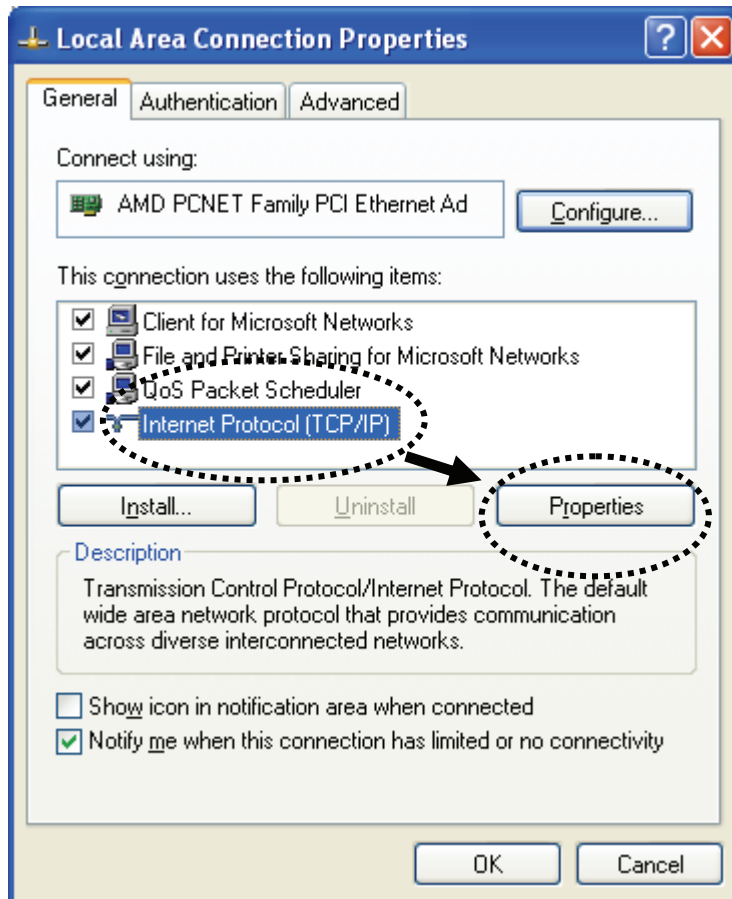 Local Area Connection Properties
General Authentication Advanced
Connect using:
AMD PCNET Family PCI Ethernet Ad
Configure...
This connection uses the following items:
Client for Microsoft Networks
File and Printer Sharing for Microsoft Networks
QoS Packet Scheduler
Internet Protocol (TCP/IP)
Install... Uninstall Properties
Description
Transmission Control Protocol/Internet Protocol. The default
wide area network protocol that provides communication
across diverse interconnected networks.
Show icon in notification area when connected
Notify me when this connection has limited or no connectivity
OK Cancel